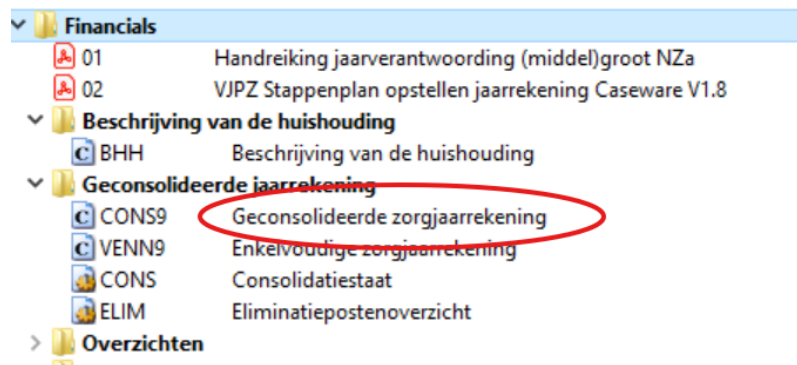 Financials
01 Handreiking jaarverantwoording (middel)groot NZa
02 VJPZ Stappenplan opstellen jaarrekening Caseware V1.8
Beschrijving van de huishouding
BHH Beschrijving van de huishouding
Geconsolideerde jaarrekening
CONS9 Geconsolideerde zorgjaarrekening
VENN9 Enkelvoudige zorgjaarrekening
CONS Consolidatiestaat
ELIM Eliminatiepostenoverzicht
Overzichten